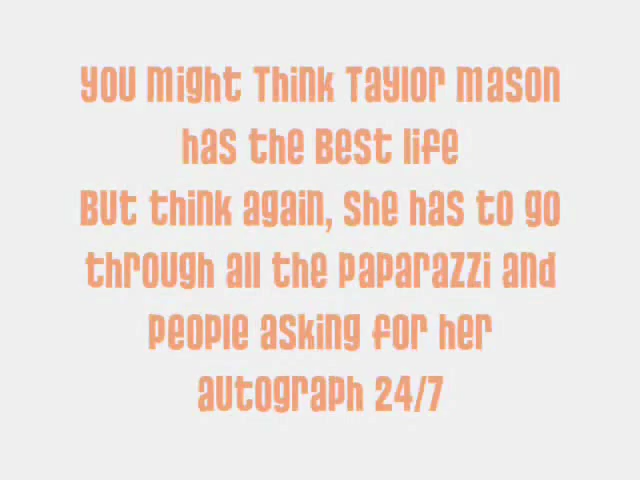 You Might Think Taylor Mason
has the Best life
But think again, she has to go
through all the paparazzi and
people asking for her
autograph 24/7